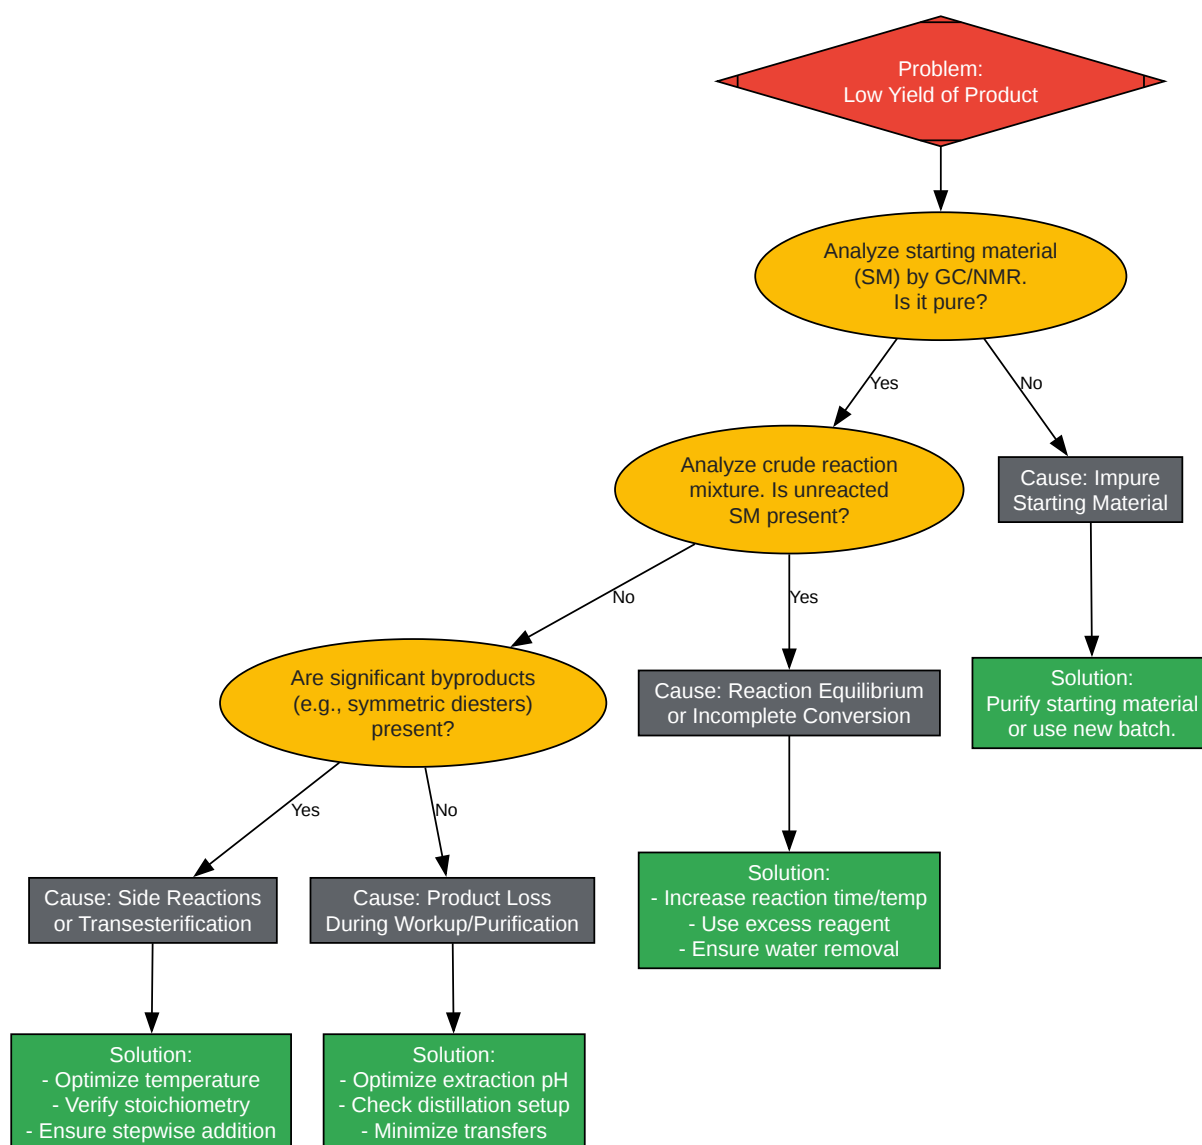 Problem:
Low Yield of Product
Analyze starting material
(SM) by GC/NMR.
Is it pure?
Yes
No
Analyze crude reaction
mixture. Is unreacted
SM present?
Cause: Impure
Starting Material
No
Yes
Are significant byproducts
(e.g., symmetric diesters)
present?
Cause: Reaction Equilibrium
or Incomplete Conversion
Solution:
Purify starting material
or use new batch.
Yes
No
Cause: Side Reactions
or Transesterification
Cause: Product Loss
During Workup/Purification
Solution:
- Increase reaction time/temp
- Use excess reagent
- Ensure water removal
Solution:
- Optimize temperature
- Verify stoichiometry
- Ensure stepwise addition
Solution:
- Optimize extraction pH
- Check distillation setup
- Minimize transfers